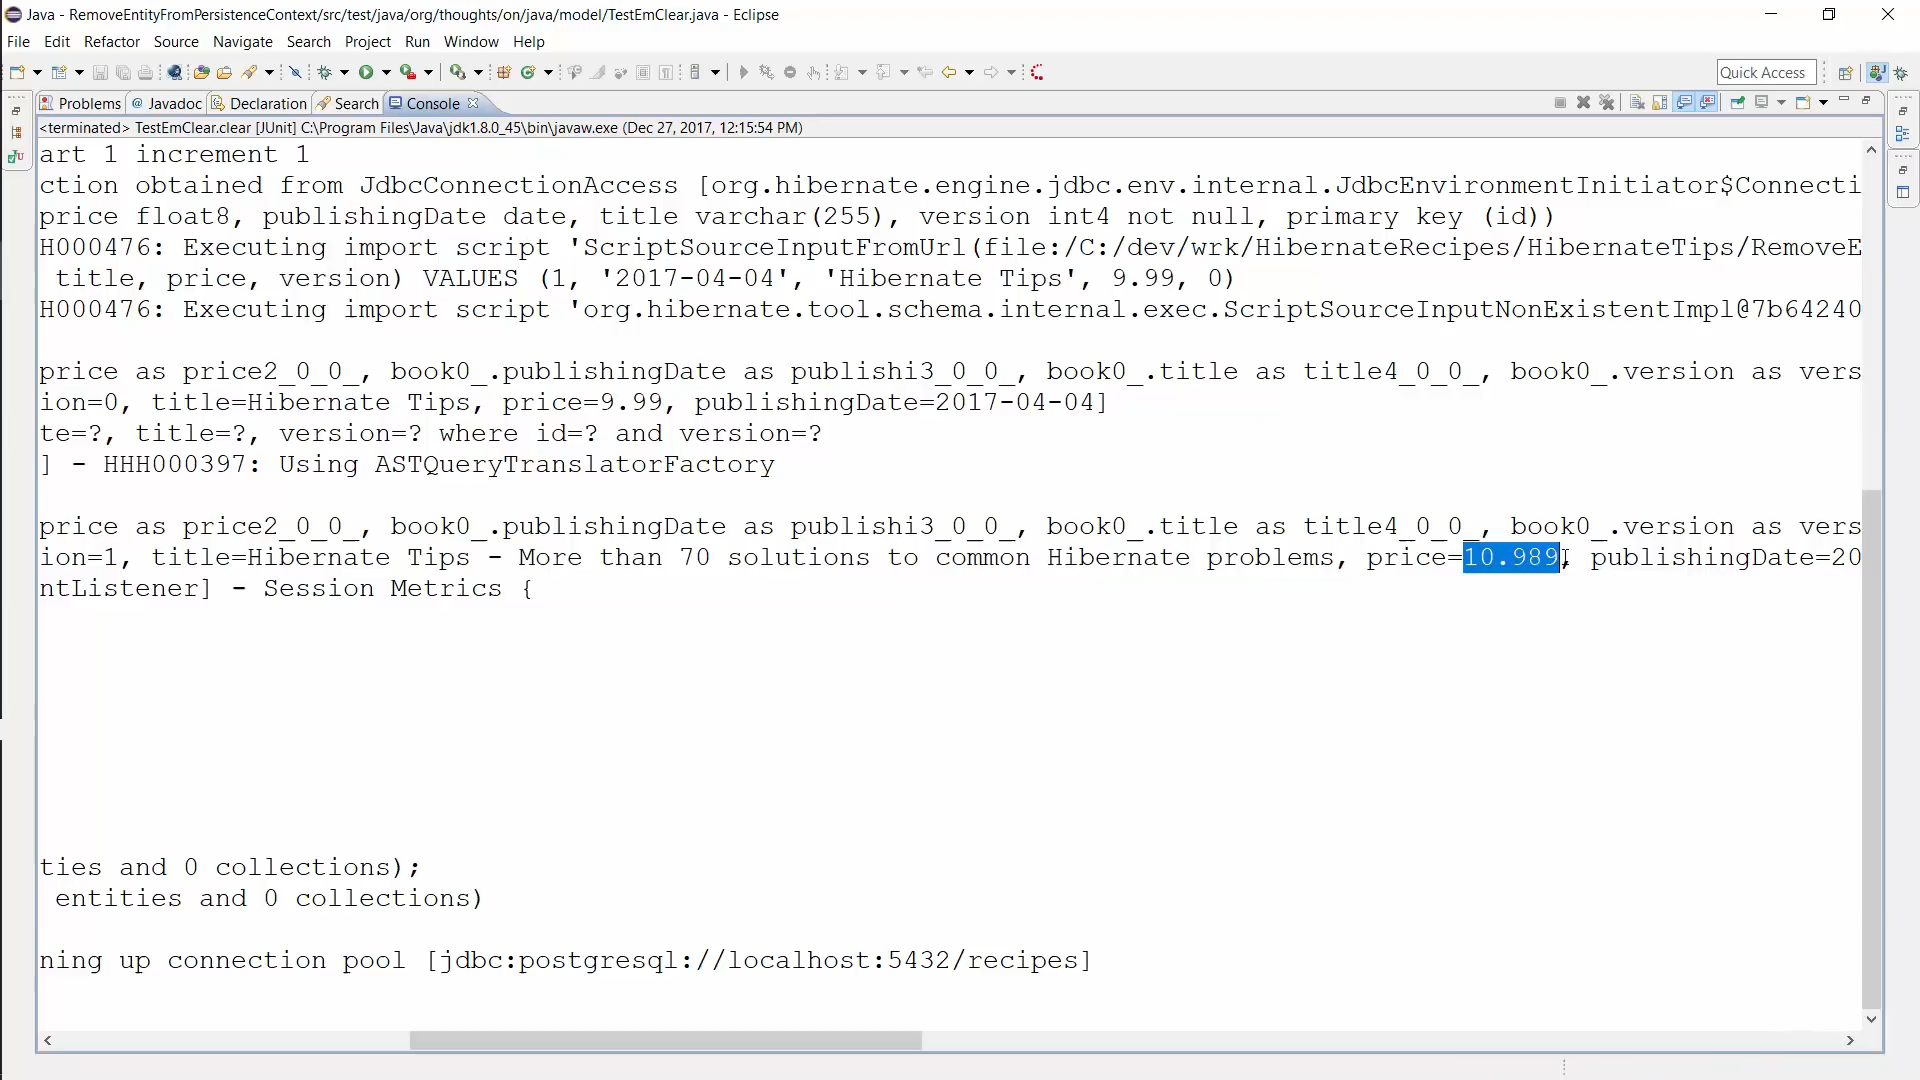 Java - RemoveEntityFromPersistenceContext/src/test/java/org/thoughts/on/java/model/TestEmClear.java - Eclipse
File Edit Refactor Source Navigate Search Project Run Window Help
Quick Access
Problems Javadoc Declaration Search Console
<terminated> TestEmClear.clear [JUnit] C:\Program Files\Java\jdk1.8.0_45\bin\javaw.exe (Dec 27, 2017, 12:15:54 PM)
art 1 increment 1
ction obtained from JdbcConnectionAccess [org.hibernate.engine.jdbc.env.internal.JdbcEnvironmentInitiator$Connecti
price float8, publishingDate date, title varchar(255), version int4 not null, primary key (id))
H000476: Executing import script 'ScriptSourceInputFromUrl(file:/C:/dev/wrk/HibernateRecipes/HibernateTips/RemoveE
title, price, version) VALUES (1, '2017-04-04', 'Hibernate Tips', 9.99, 0)
H000476: Executing import script 'org.hibernate.tool.schema.internal.exec.ScriptSourceInputNonExistentImpl@7b64240
price as price2_0_0_, book0_.publishingDate as publishi3_0_0_, book0_.title as title4_0_0_, book0_.version as vers
ion=0, title=Hibernate Tips, price=9.99, publishingDate=2017-04-04]
te=?, title=?, version=? where id=? and version=?
] - HHH000397: Using ASTQueryTranslatorFactory
price as price2_0_0_, book0_.publishingDate as publishi3_0_0_, book0_.title as title4_0_0_, book0_.version as vers
ion=1, title=Hibernate Tips - More than 70 solutions to common Hibernate problems, price=10.989, publishingDate=20
ntListener] - Session Metrics {
ties and 0 collections);
entities and 0 collections)
ning up connection pool [jdbc:postgresql://localhost:5432/recipes]